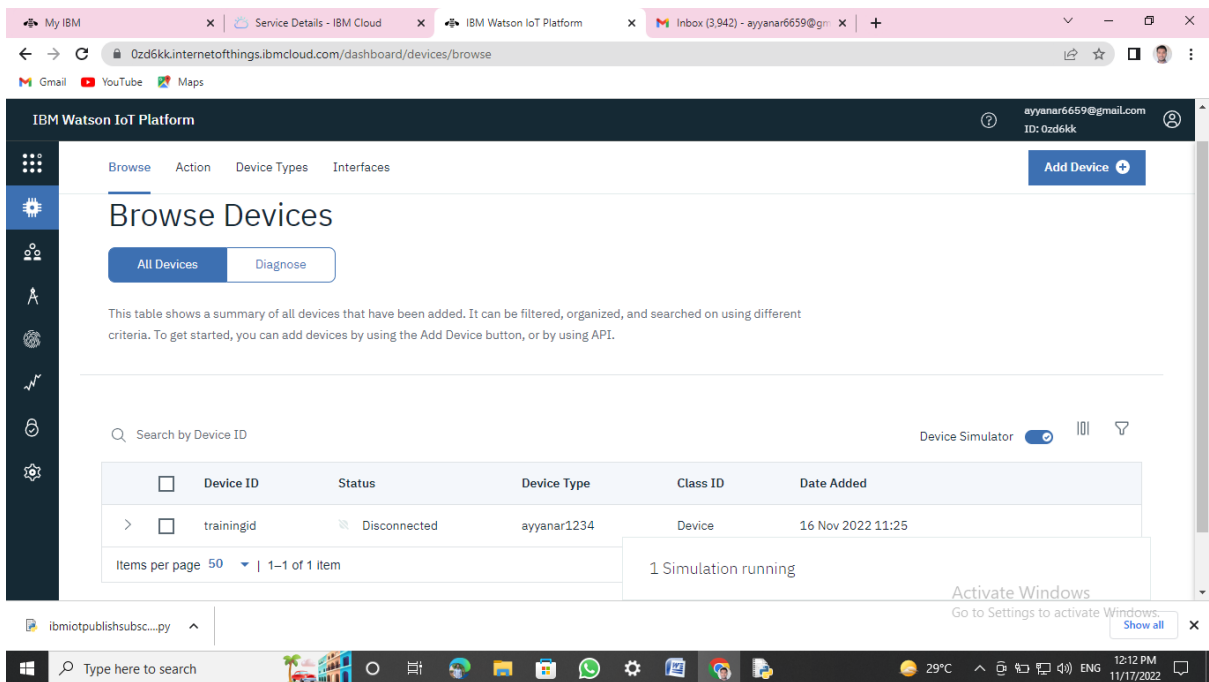 My IBM
Service Details - IBM Cloud
IBM Watson IoT Platform
Inbox (3,942) - ayyanar6659@gm
0zd6kk.internetofthings.ibmcloud.com/dashboard/devices/browse
Gmail YouTube Maps
IBM Watson IoT Platform
ayyanar6659@gmail.com
ID: 0zd6kk
Browse Action Device Types Interfaces
Add Device
Browse Devices
All Devices Diagnose
This table shows a summary of all devices that have been added. It can be filtered, organized, and searched on using different
criteria. To get started, you can add devices by using the Add Device button, or by using API.
Search by Device ID
Device Simulator
Device ID Status Device Type Class ID Date Added
trainingid Disconnected ayyanar1234 Device 16 Nov 2022 11:25
Items per page 50 | 1–1 of 1 item
1 Simulation running
Activate Windows
Go to Settings to activate Windows.
ibmiotpublishsubsc....py
Show all
Type here to search
29°C
ENG
12:12 PM
11/17/2022